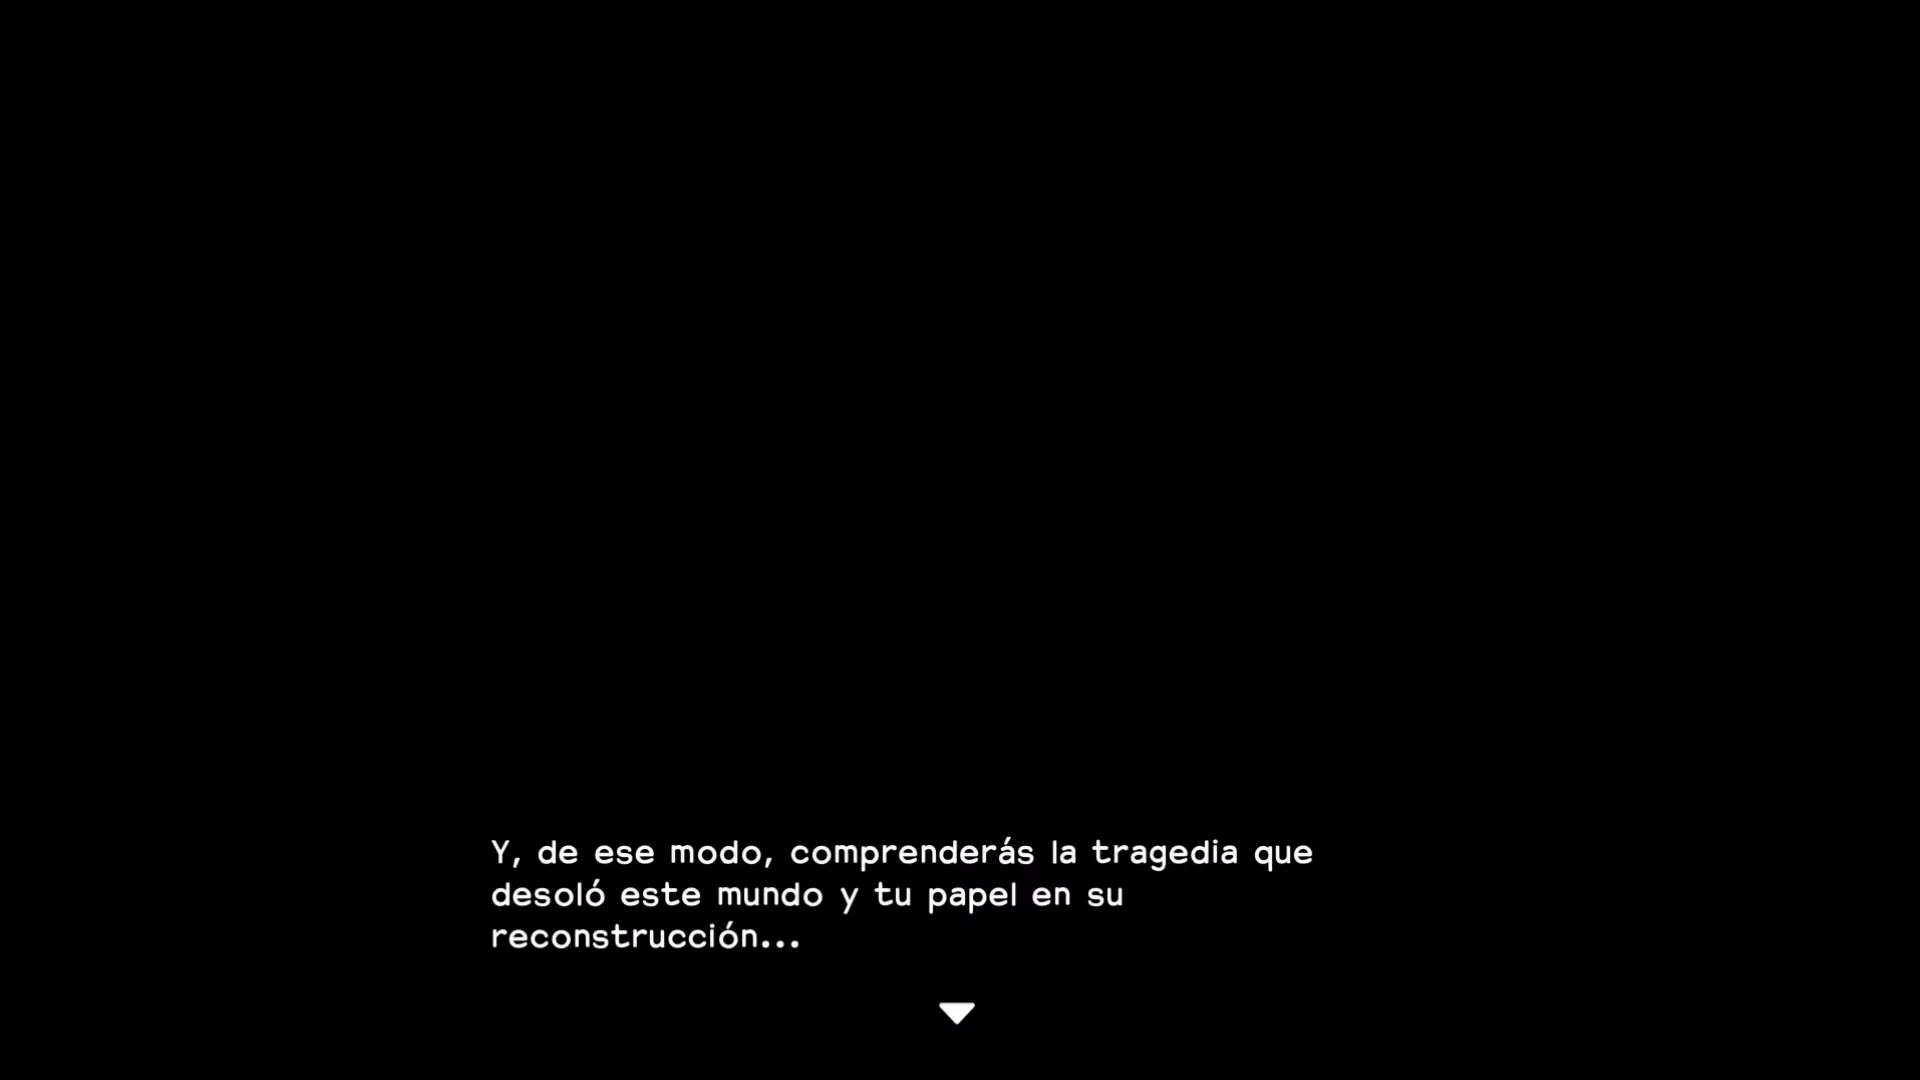 Y, de ese modo, comprenderás la tragedia que
desoló este mundo y tu papel en su
reconstrucción...